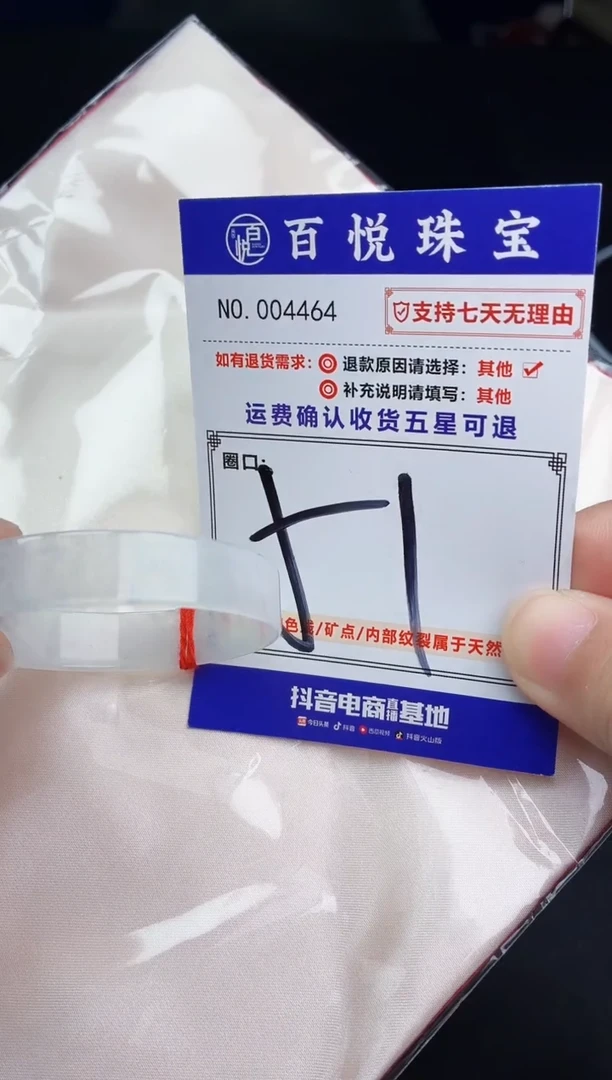 百悦
百悦珠宝
NO. 004464
支持七天无理由
如有退货需求：退款原因请选择：其他
补充说明请填写：其他
运费确认收货五星可退
圈口：
51
色线/矿点/内部纹裂属于天然
抖音电商直播基地
今日头条 抖音 西瓜视频 抖音火山版